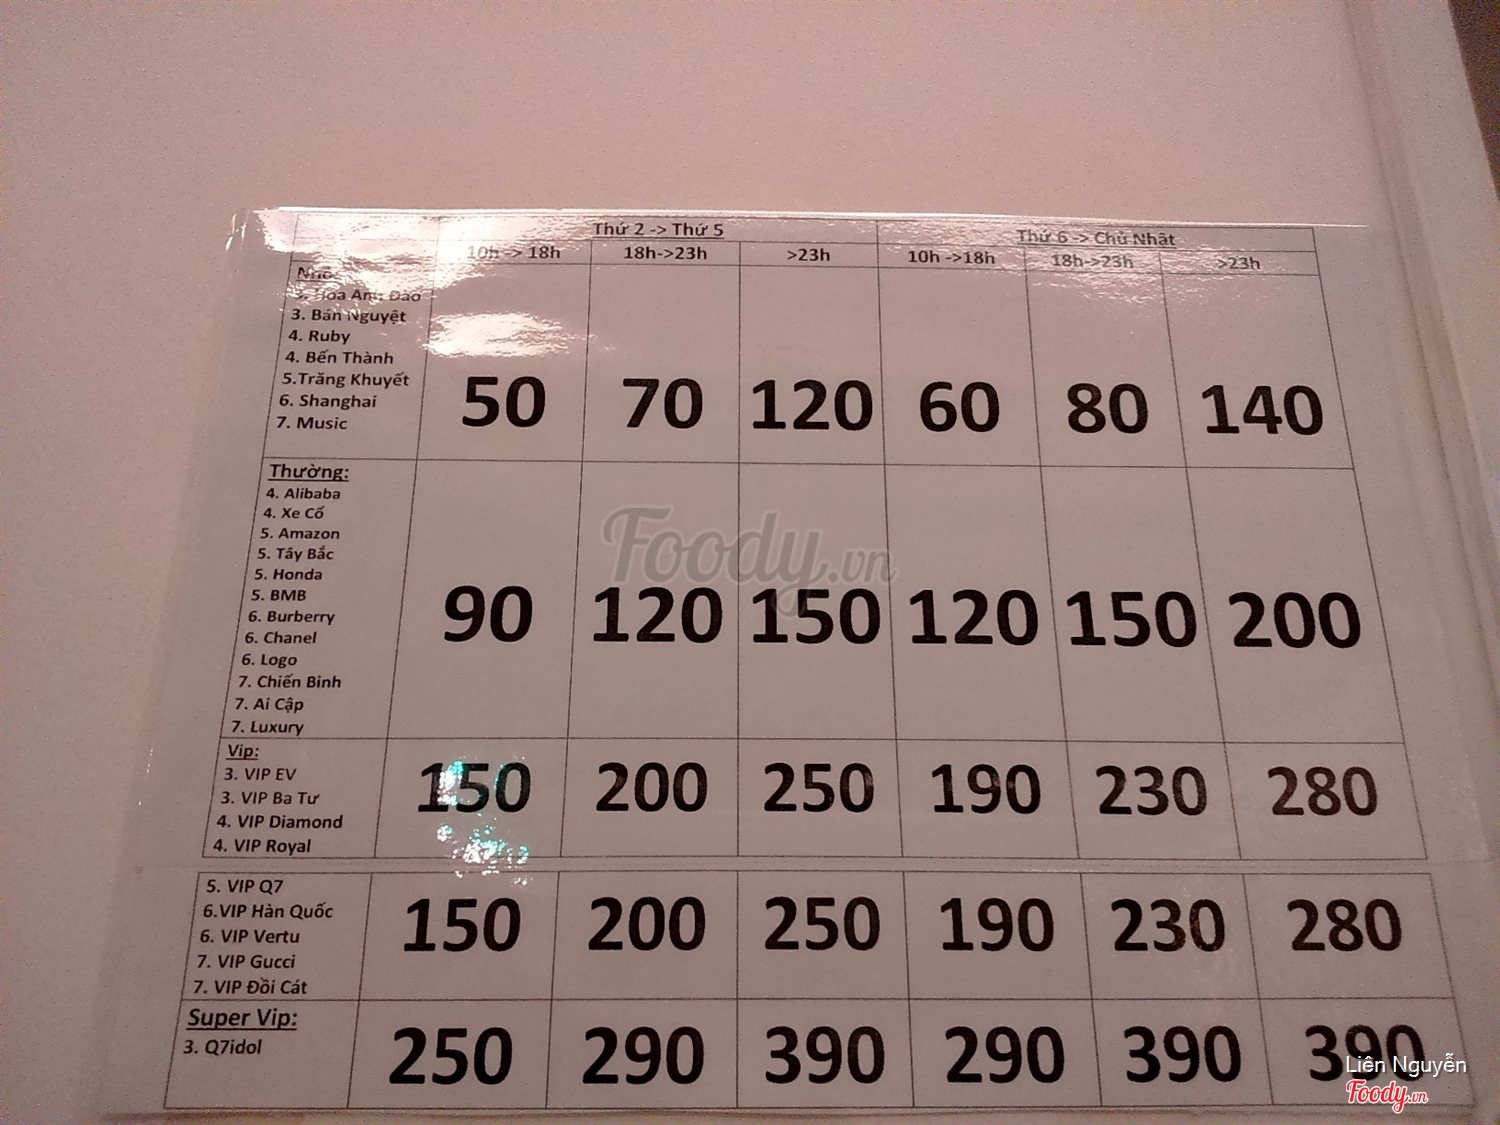 Thứ 2 -> Thứ 5 Thứ 6 -> Chủ Nhật
10h -> 18h 18h->23h >23h 10h ->18h 18h->23h >23h
Nhỏ:
3. Hoa Anh Đào
3. Bán Nguyệt
4. Ruby
4. Bến Thành
5.Trăng Khuyết
6. Shanghai
7. Music
50 70 120 60 80 140
Thường:
4. Alibaba
4. Xe Cổ
5. Amazon
5. Tây Bắc
5. Honda
5. BMB
6. Burberry
6. Chanel
6. Logo
7. Chiến Binh
7. Ai Cập
7. Luxury
90 120 150 120 150 200
Vip:
3. VIP EV
3. VIP Ba Tư
4. VIP Diamond
4. VIP Royal
150 200 250 190 230 280
5. VIP Q7
6.VIP Hàn Quốc
6. VIP Vertu
7. VIP Gucci
7. VIP Đồi Cát
150 200 250 190 230 280
Super Vip:
3. Q7idol
250 290 390 290 390 390
Foody.vn
Liên Nguyễn
Foody.vn